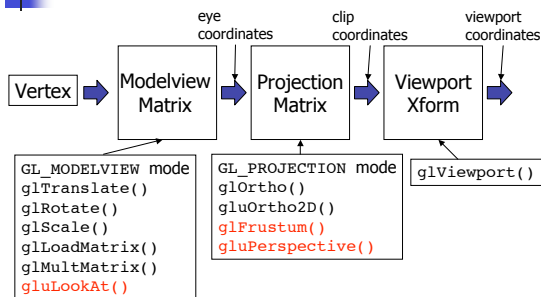 eye
coordinates
clip
coordinates
viewport
coordinates
Vertex
Modelview
Matrix
Projection
Matrix
Viewport
Xform
GL_MODELVIEW mode
glTranslate()
glRotate()
glScale()
glLoadMatrix()
glMultMatrix()
gluLookAt()
GL_PROJECTION mode
glOrtho()
gluOrtho2D()
glFrustum()
gluPerspective()
glViewport()